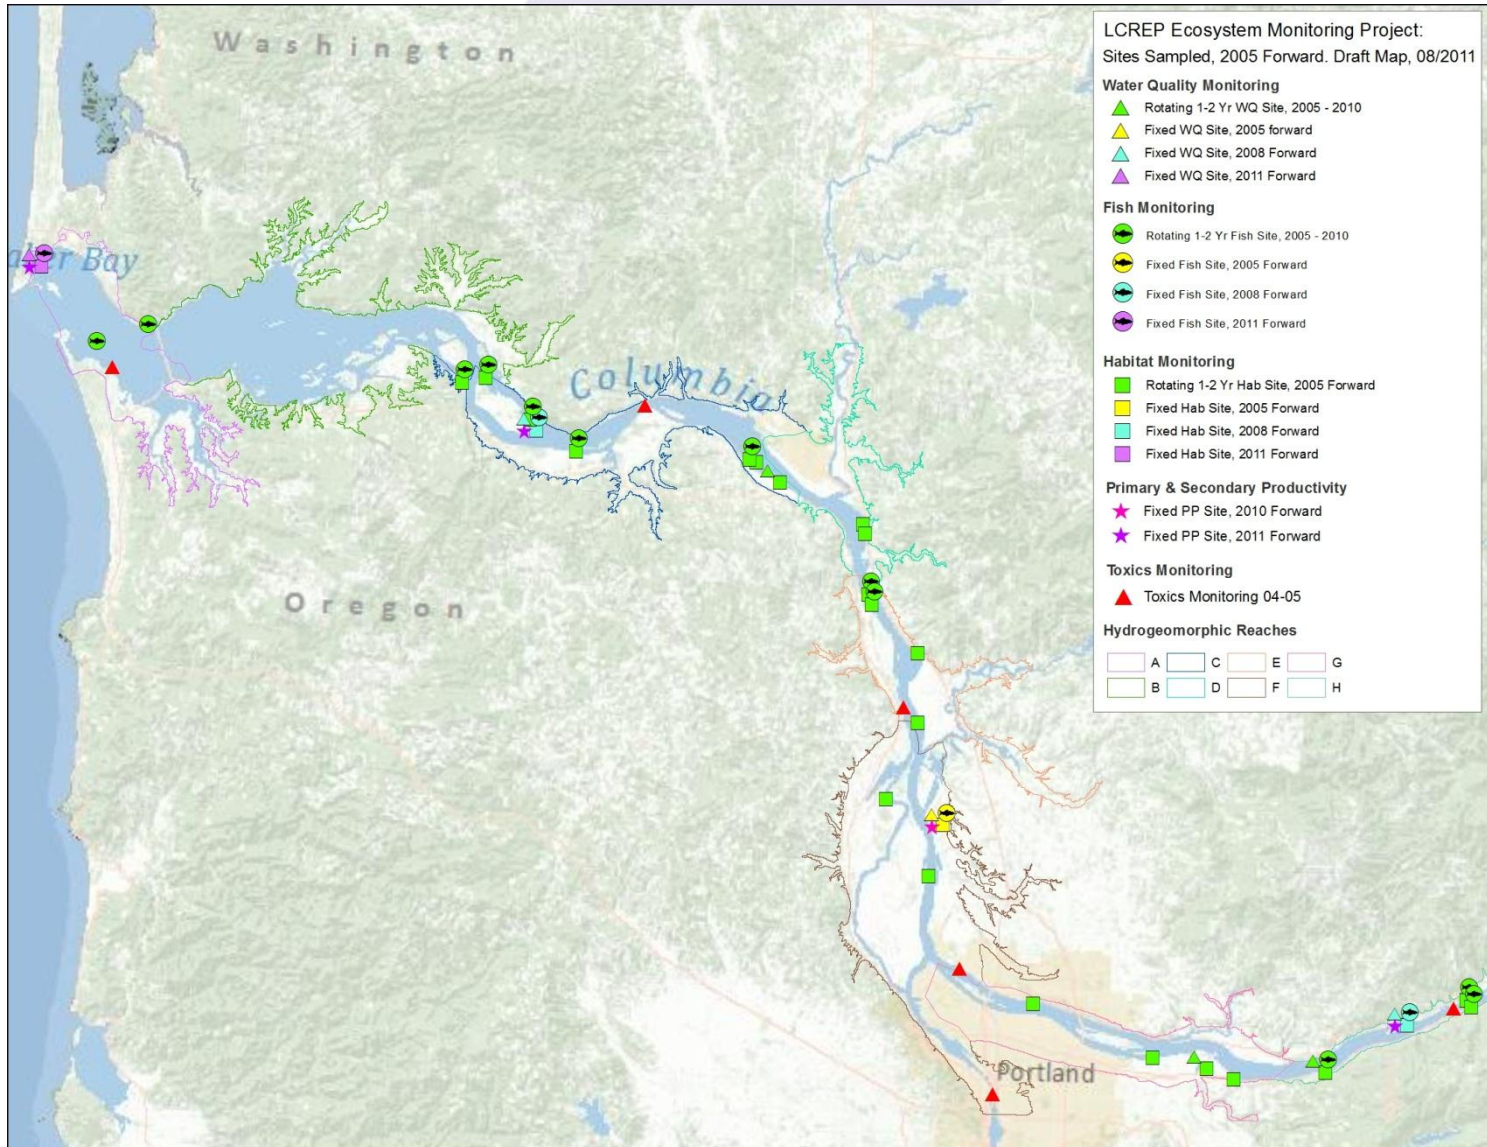 Washington
LCREP Ecosystem Monitoring Project:
Sites Sampled, 2005 Forward. Draft Map, 08/2011
Water Quality Monitoring
Rotating 1-2 Yr WQ Site, 2005 - 2010
Fixed WQ Site, 2005 forward
Fixed WQ Site, 2008 Forward
Fixed WQ Site, 2011 Forward
Fish Monitoring
Rotating 1-2 Yr Fish Site, 2005 - 2010
Fixed Fish Site, 2005 Forward
Fixed Fish Site, 2008 Forward
Fixed Fish Site, 2011 Forward
Habitat Monitoring
Rotating 1-2 Yr Hab Site, 2005 Forward
Fixed Hab Site, 2005 Forward
Fixed Hab Site, 2008 Forward
Fixed Hab Site, 2011 Forward
Primary & Secondary Productivity
Fixed PP Site, 2010 Forward
Fixed PP Site, 2011 Forward
Toxics Monitoring
Toxics Monitoring 04-05
Hydrogeomorphic Reaches
A C E G
B D F H
Bay
Columbia
Oregon
Portland